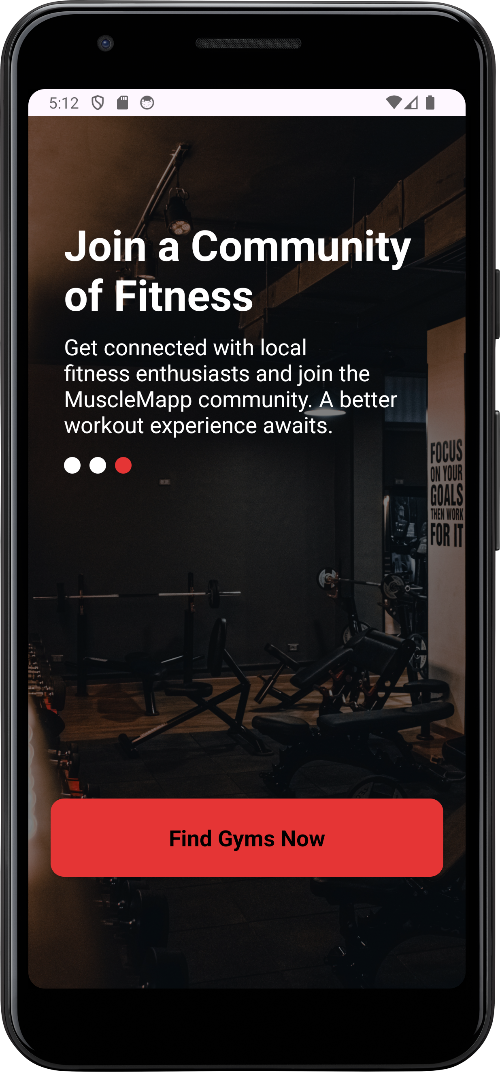 5:12
Join a Community
of Fitness
Get connected with local
fitness enthusiasts and join the
MuscleMapp community. A better
workout experience awaits.
FOCUS
ON YOUR
GOALS
THEN WORK
FOR IT
Find Gyms Now